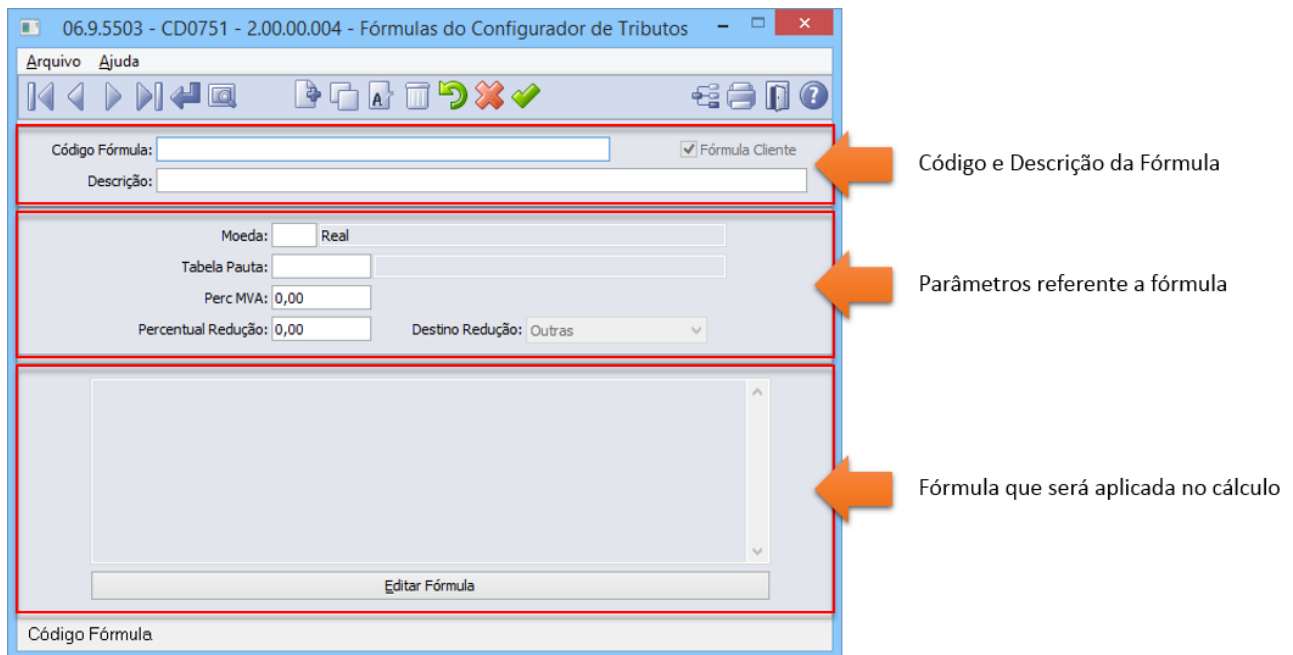 06.9.5503 - CD0751 - 2.00.00.004 - Fórmulas do Configurador de Tributos
Arquivo Ajuda
Código Fórmula: Fórmula Cliente
Descrição:
Código e Descrição da Fórmula
Moeda: Real
Tabela Pauta:
Perc MVA: 0,00
Percentual Redução: 0,00 Destino Redução: Outras
Parâmetros referente a fórmula
Fórmula que será aplicada no cálculo
Editar Fórmula
Código Fórmula